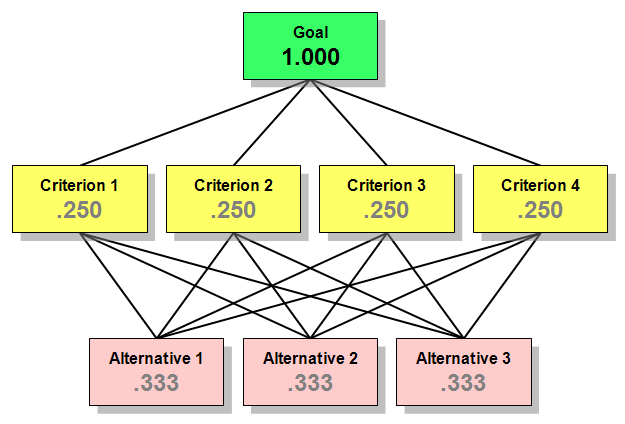 Goal
1.000
Criterion 1
.250
Criterion 2
.250
Criterion 3
.250
Criterion 4
.250
Alternative 1
.333
Alternative 2
.333
Alternative 3
.333